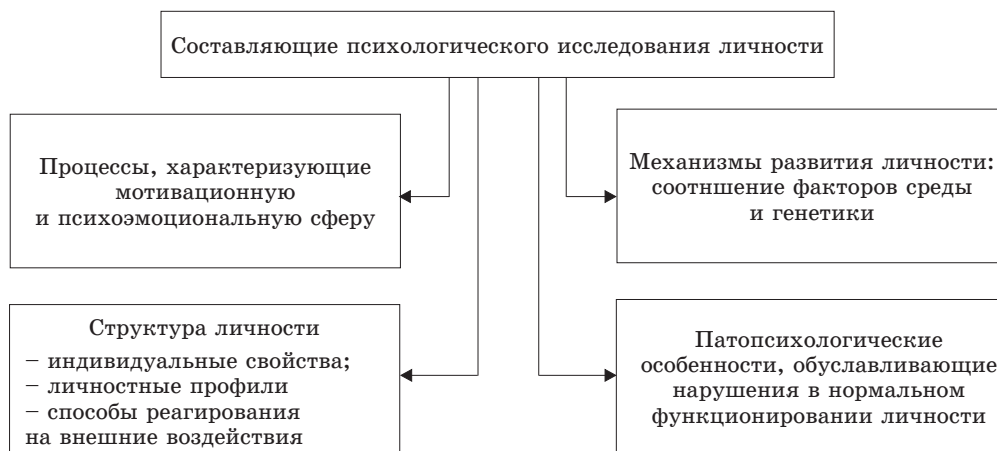 Составляющие психологического исследования личности
Процессы, характеризующие
мотивационную
и психоэмоциональную сферу
Механизмы развития личности:
соотншение факторов среды
и генетики
Структура личности
– индивидуальные свойства;
– личностные профили
– способы реагирования
на внешние воздействия
Патопсихологические
особенности, обуславливающие
нарушения в нормальном
функционировании личности